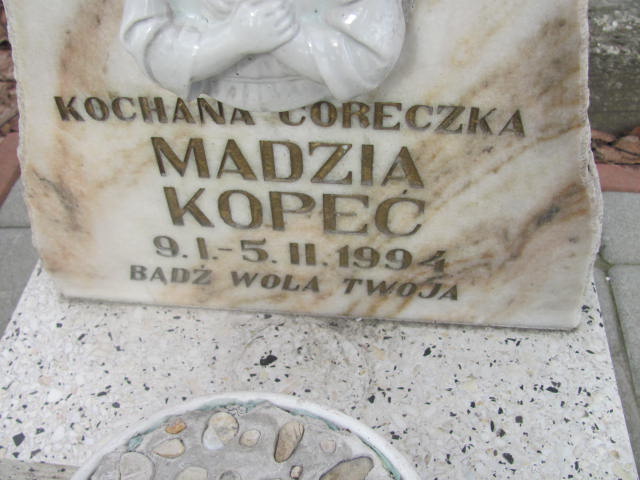 KOCHANA CÓRECZKA
MADZIA
KOPEĆ
9.I.-5.II.1994
BĄDŹ WOLA TWOJA